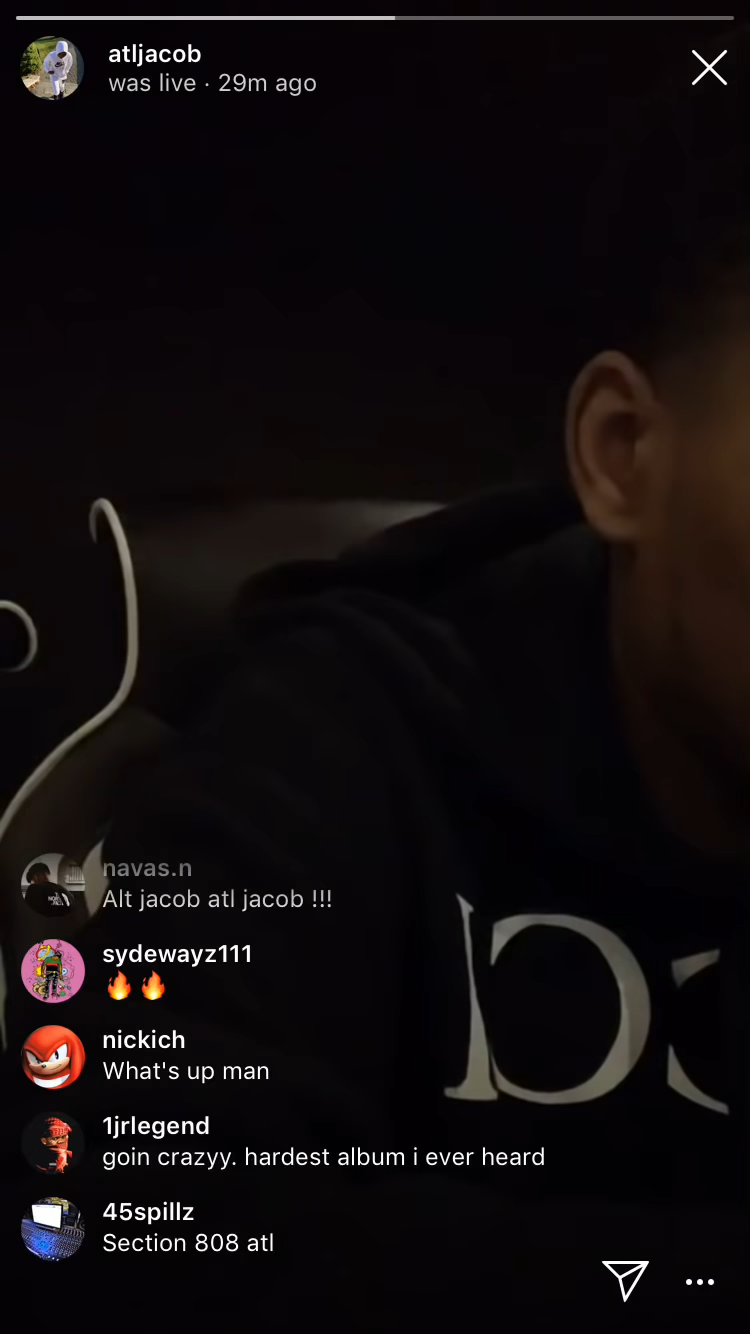 atljacob
was live · 29m ago
navas.n
Alt jacob atl jacob !!!
sydewayz111
🔥🔥
nickich
What's up man
1jrlegend
goin crazyy. hardest album i ever heard
45spillz
Section 808 atl